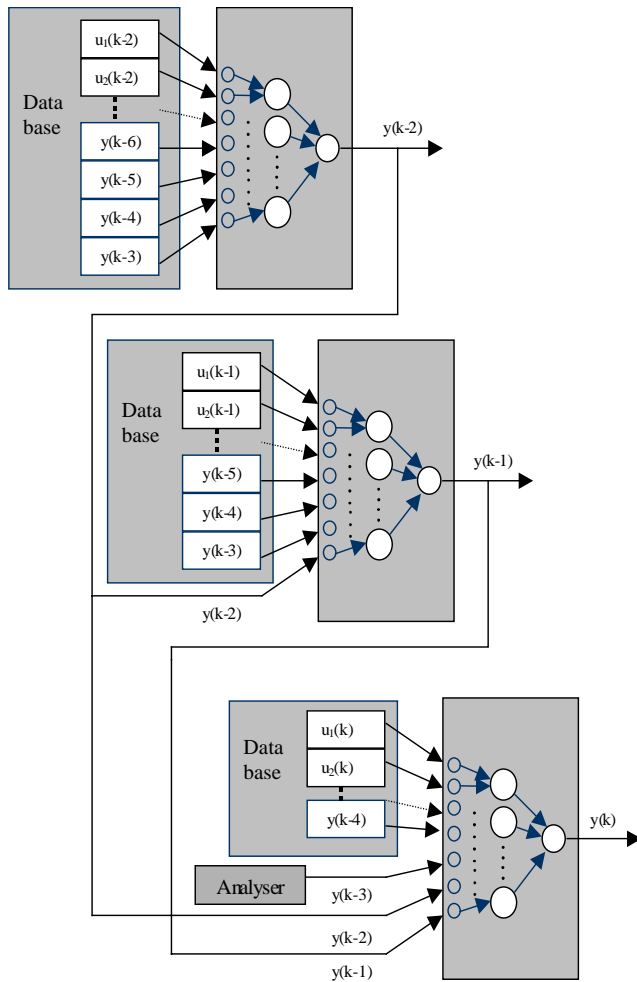 u₁(k-2)
u₂(k-2)
Data
base
y(k-6)
y(k-5)
y(k-4)
y(k-3)
y(k-2)
u₁(k-1)
u₂(k-1)
Data
base
y(k-5)
y(k-4)
y(k-3)
y(k-2)
y(k-1)
u₁(k)
u₂(k)
Data
base
y(k-4)
Analyser
y(k-3)
y(k-2)
y(k-1)
y(k)